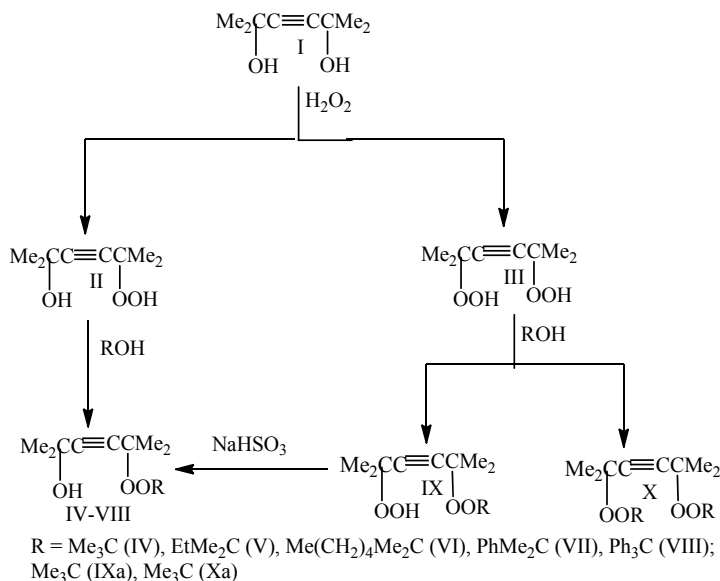 Me₂CC≡CCMe₂
I
OH OH
H₂O₂
Me₂CC≡CCMe₂ Me₂CC≡CCMe₂
II III
OH OOH OOH OOH
ROH ROH
Me₂CC≡CCMe₂ NaHSO₃ Me₂CC≡CCMe₂ Me₂CC≡CCMe₂
OH OOR IX X
IV-VIII OOH OOR OOR OOR
R = Me₃C (IV), EtMe₂C (V), Me(CH₂)₄Me₂C (VI), PhMe₂C (VII), Ph₃C (VIII);
Me₃C (IXa), Me₃C (Xa)